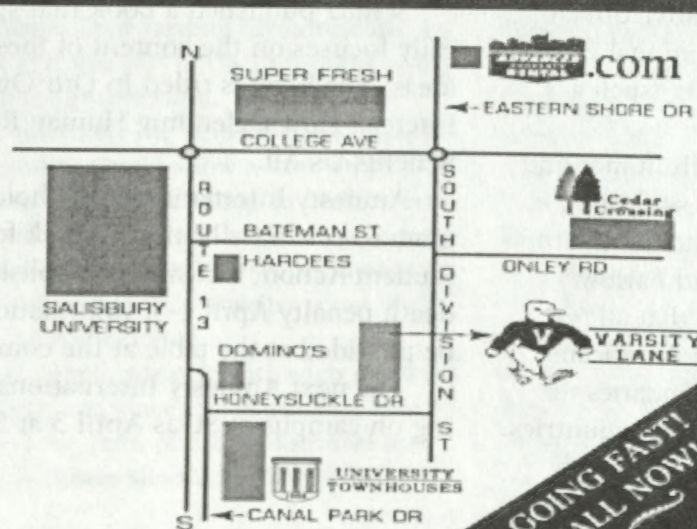 N
SUPER FRESH
COLLEGE AVE
.com
EASTERN SHORE DR
ROUTE 13
SOUTH DIVISION ST
Cedar
Crossing
BATEMAN ST
HARDEES
ONLEY RD
SALISBURY
UNIVERSITY
V
VARSITY
LANE
DOMINO'S
HONEYSUCKLE DR
UNIVERSITY
TOWNHOUSES
S
CANAL PARK DR
GOING FAST!
ALL NOW